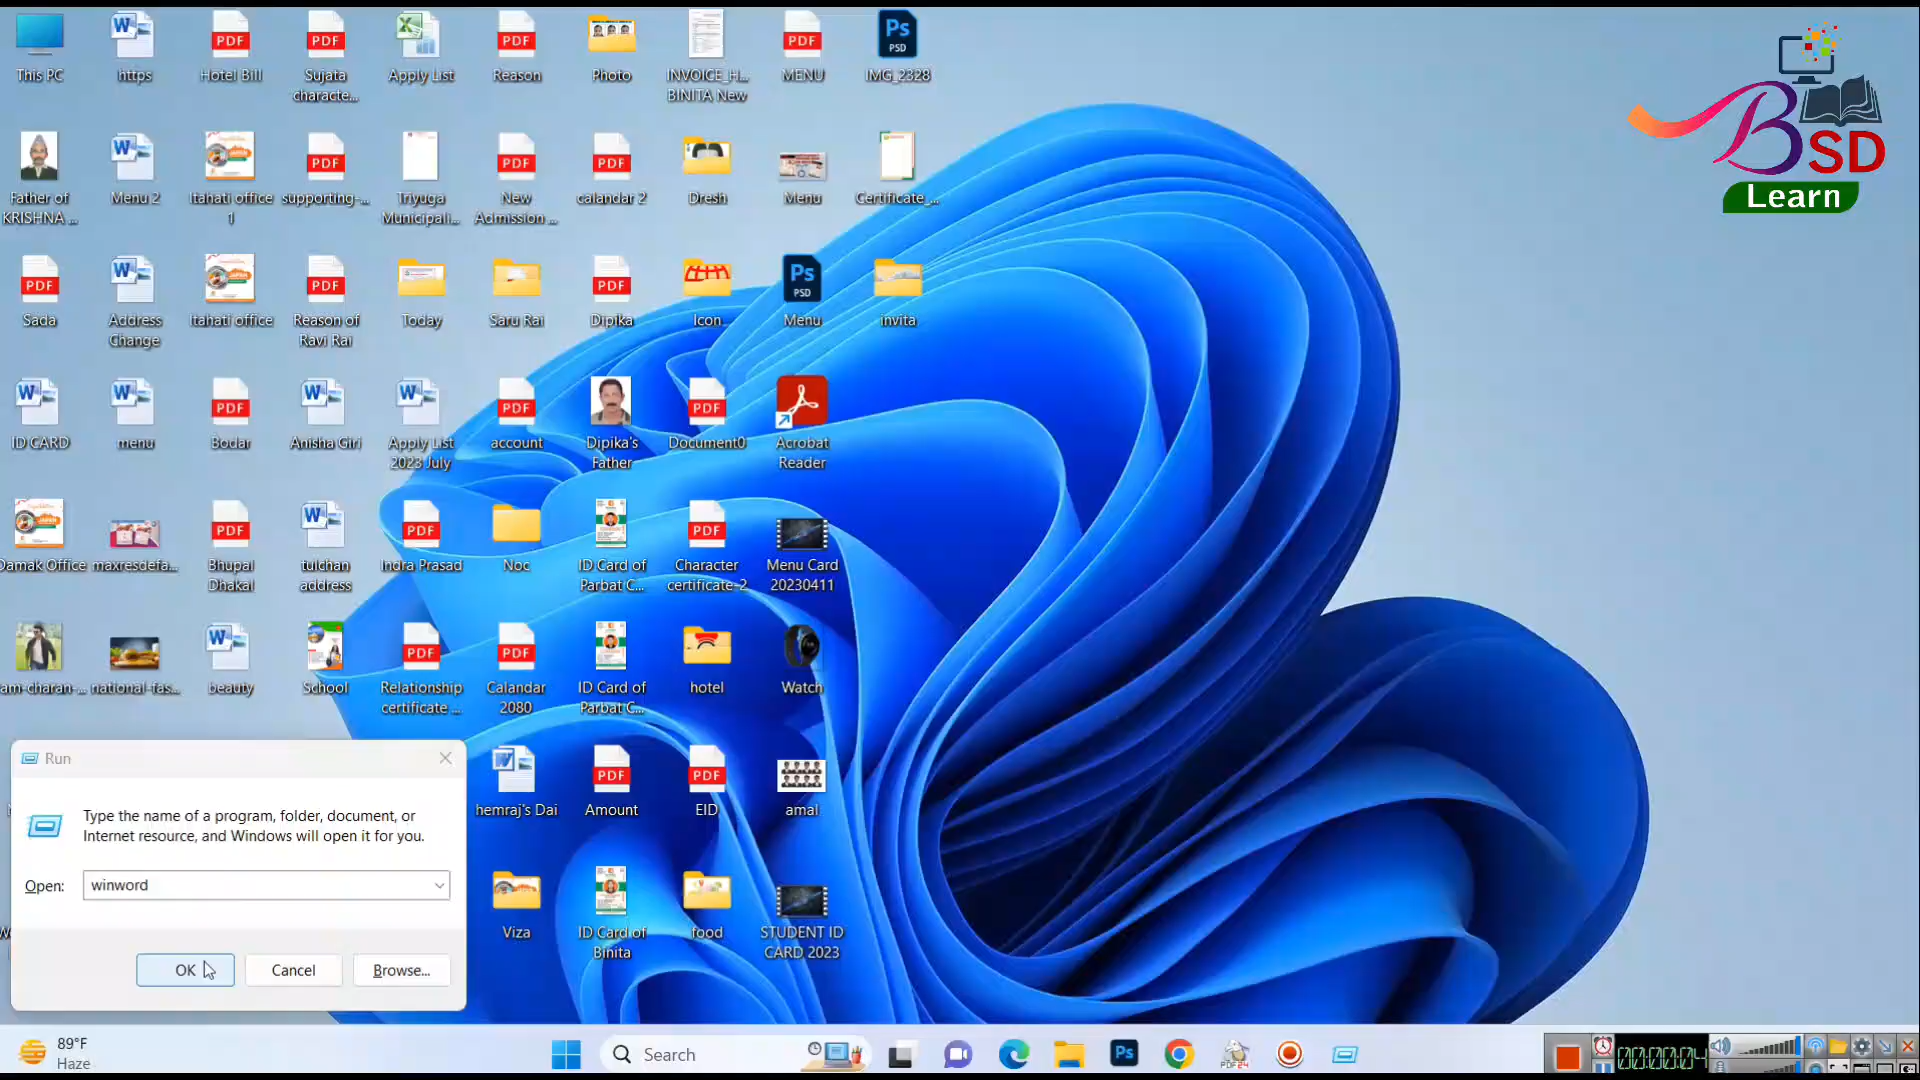 This PC
https
Hotel Bill
Sujata
characte...
Apply List
Reason
Photo
INVOICE_H...
BINITA New
MENU
IMG_2328
BSD
Learn
Father of
KRISHNA ...
Menu 2
Itahati office
1
supporting-...
Triyuga
Municipali...
New
Admission ...
calandar 2
Dresh
Menu
Certificate_...
Sada
Address
Change
Itahati office
Reason of
Ravi Rai
Today
Saru Rai
Dipika
Icon
Menu
invita
ID CARD
menu
Bodar
Anisha Giri
Apply List
2023 July
account
Dipika's
Father
Document0
Acrobat
Reader
Damak Office
maxresdefa...
Bhupal
Dhakal
tulchan
address
Indra Prasad
Noc
ID Card of
Parbat C...
Character
certificate-2
Menu Card
20230411
am-charan-...
national-fas...
beauty
School
Relationship
certificate ...
Calandar
2080
ID Card of
Parbat C...
hotel
Watch
hemraj's Dai
Amount
EID
amal
Viza
ID Card of
Binita
food
STUDENT ID
CARD 2023
Run
Type the name of a program, folder, document, or
Internet resource, and Windows will open it for you.
Open:
winword
OK
Cancel
Browse...
89°F
Haze
Search
00:00:04